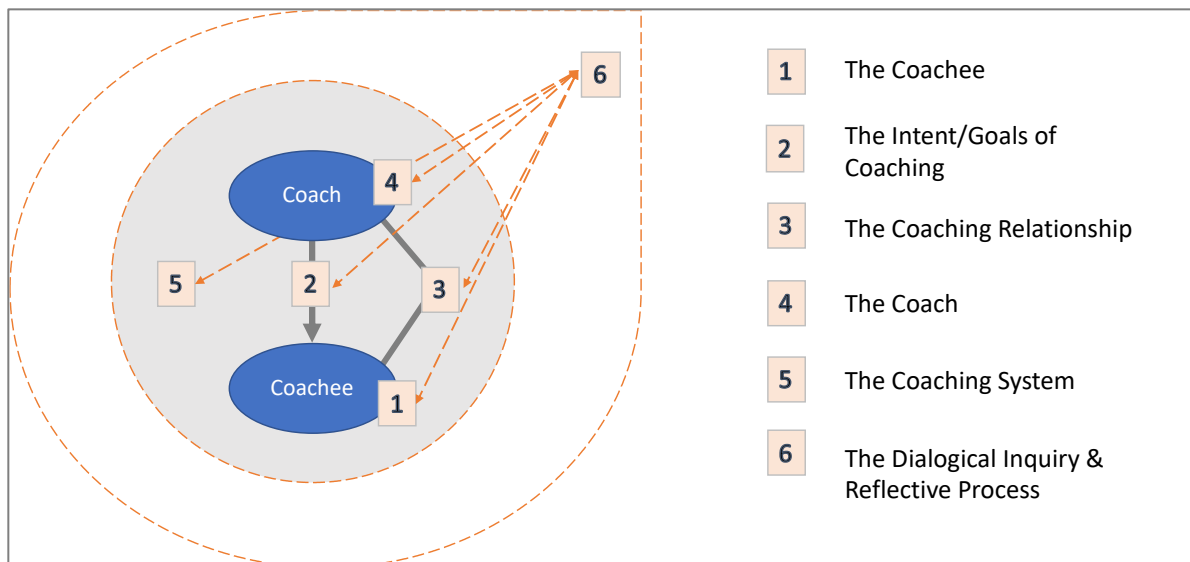 6
4
Coach
5
2
3
Coachee
1
1 The Coachee
2 The Intent/Goals of
Coaching
3 The Coaching Relationship
4 The Coach
5 The Coaching System
6 The Dialogical Inquiry &
Reflective Process